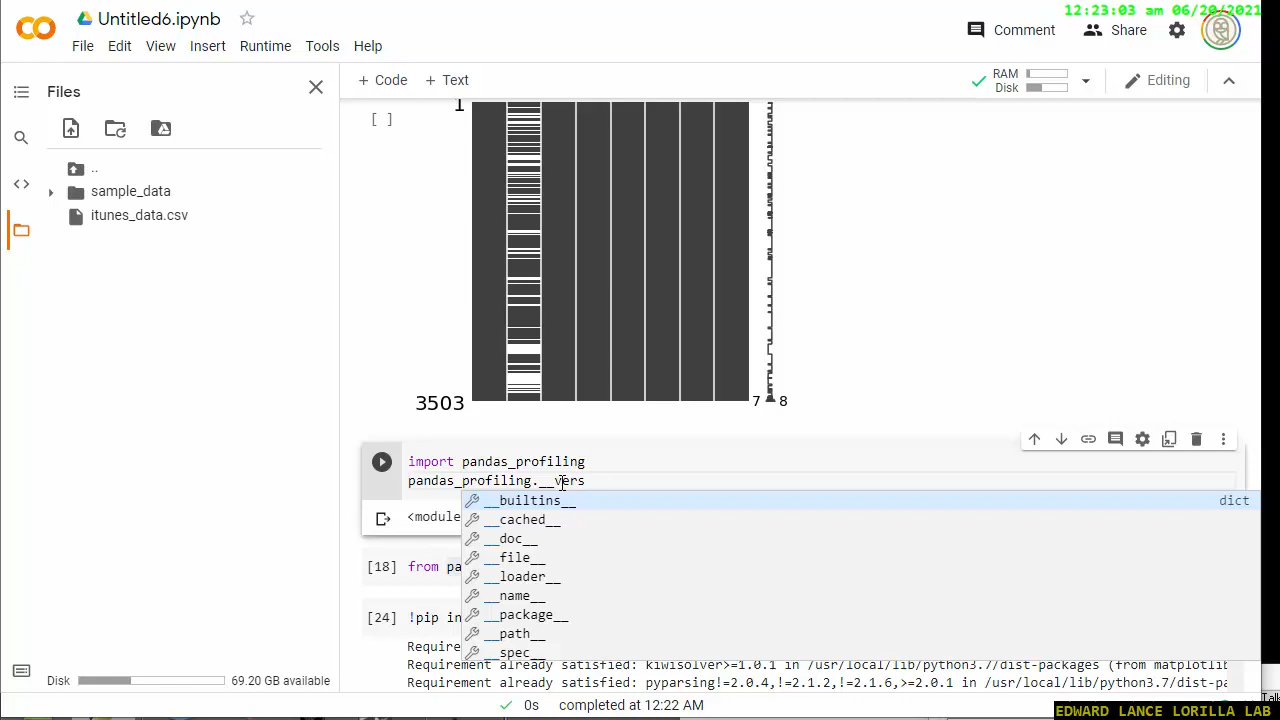 12:23:03 am 06/20/2021
Untitled6.ipynb
File Edit View Insert Runtime Tools Help
Comment Share
Files
+ Code + Text
RAM
Disk
Editing
..
sample_data
itunes_data.csv
1
[ ]
3503
7 8
import pandas_profiling
pandas_profiling.__vers
__builtins__ dict
<module
__cached__
__doc__
__file__
[18] from pa
__loader__
__name__
__package__
[24] !pip in
__path__
Require
__spec__
Requirement already satisfied: kiwisolver>=1.0.1 in /usr/local/lib/python3.7/dist-packages (from matplotlib
Requirement already satisfied: pyparsing!=2.0.4,!=2.1.2,!=2.1.6,>=2.0.1 in /usr/local/lib/python3.7/dist-pa
Disk 69.20 GB available
0s completed at 12:22 AM
EDWARD LANCE LORILLA LAB